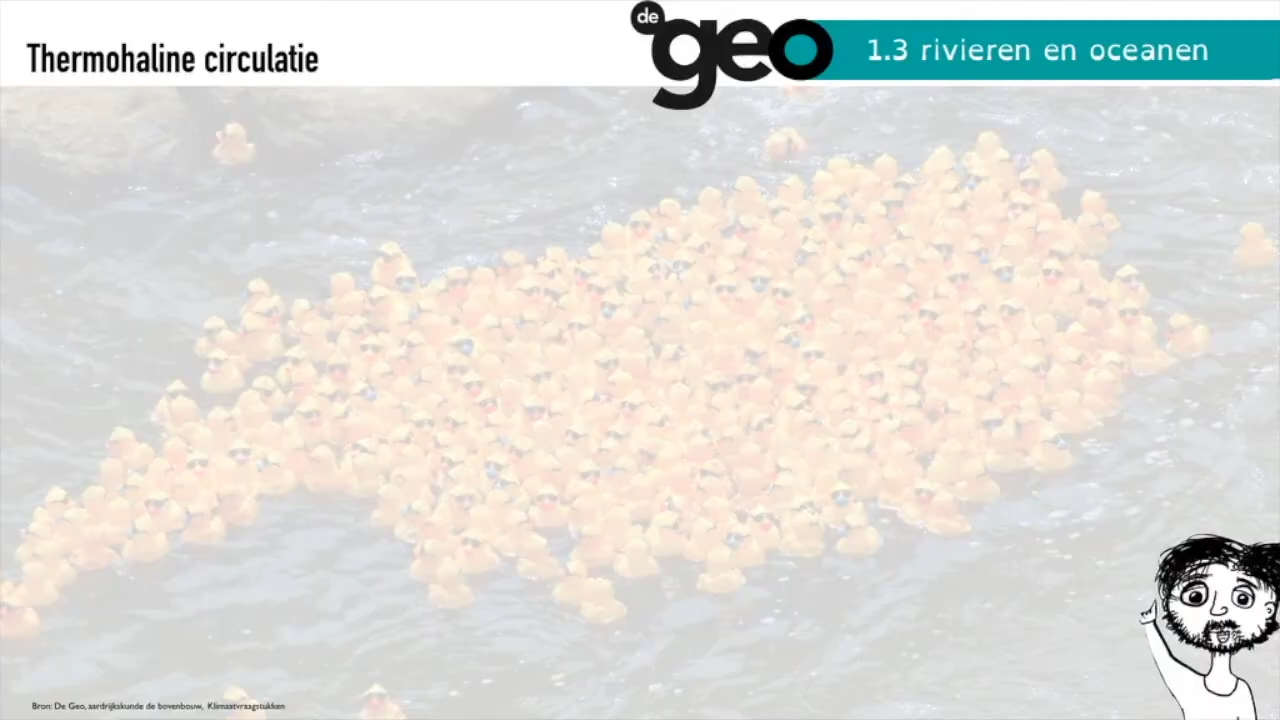 Thermohaline circulatie
de
geo
1.3 rivieren en oceanen
Bron: De Geo, aardrijkskunde de bovenbouw, Klimaatvraagstukken